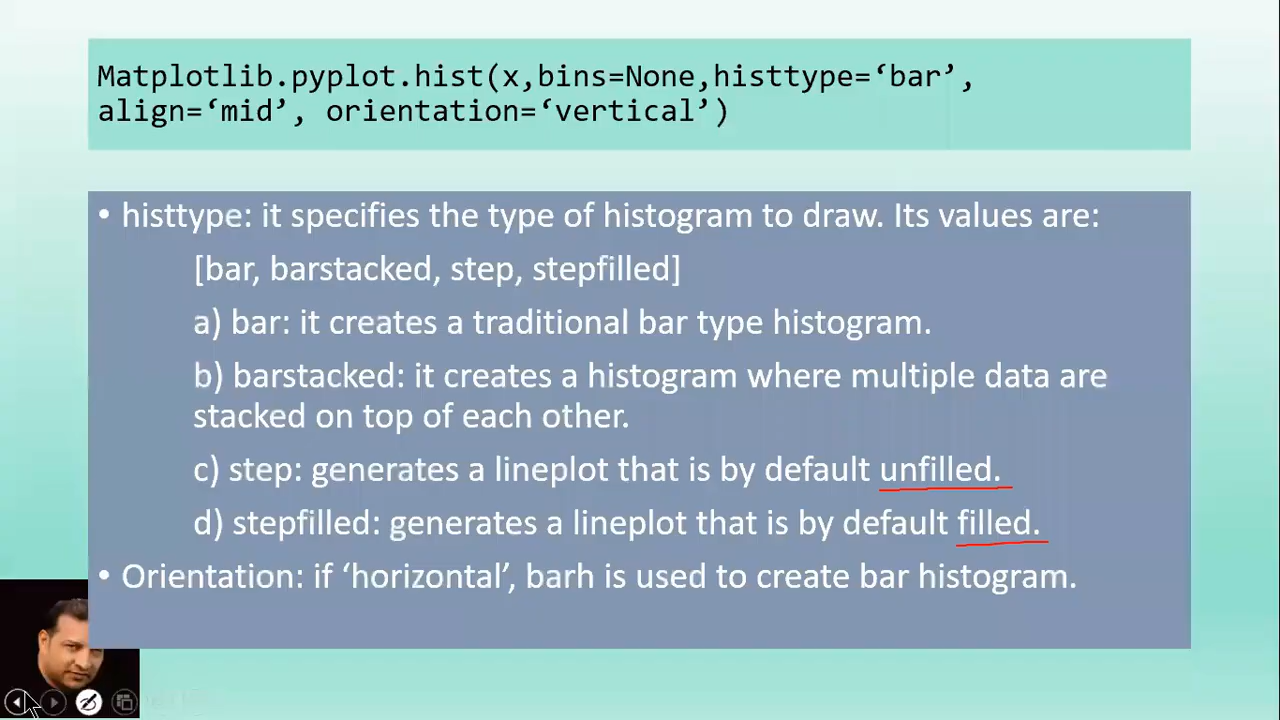 Matplotlib.pyplot.hist(x,bins=None,histtype=‘bar’,
align=‘mid’, orientation=‘vertical’)
• histtype: it specifies the type of histogram to draw. Its values are:
[bar, barstacked, step, stepfilled]
a) bar: it creates a traditional bar type histogram.
b) barstacked: it creates a histogram where multiple data are
stacked on top of each other.
c) step: generates a lineplot that is by default unfilled.
d) stepfilled: generates a lineplot that is by default filled.
• Orientation: if ‘horizontal’, barh is used to create bar histogram.